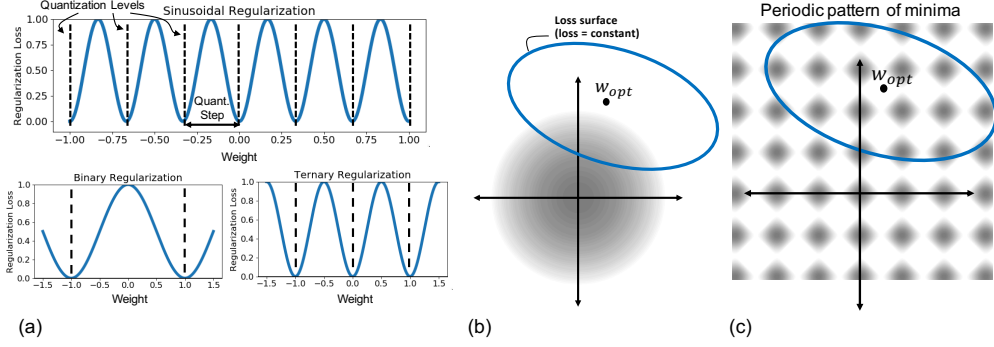 Quantization Levels
Sinusoidal Regularization
Regularization Loss
1.00
0.75
0.50
0.25
0.00
Quant.
Step
−1.00 −0.75 −0.50 −0.25 0.00 0.25 0.50 0.75 1.00
Weight
Binary Regularization
Regularization Loss
1.0
0.8
0.6
0.4
0.2
0.0
−1.5 −1.0 −0.5 0.0 0.5 1.0 1.5
Weight
Ternary Regularization
Regularization Loss
1.0
0.8
0.6
0.4
0.2
0.0
−1.5 −1.0 −0.5 0.0 0.5 1.0 1.5
Weight
(a)
Loss surface
(loss = constant)
w_opt
(b)
Periodic pattern of minima
w_opt
(c)